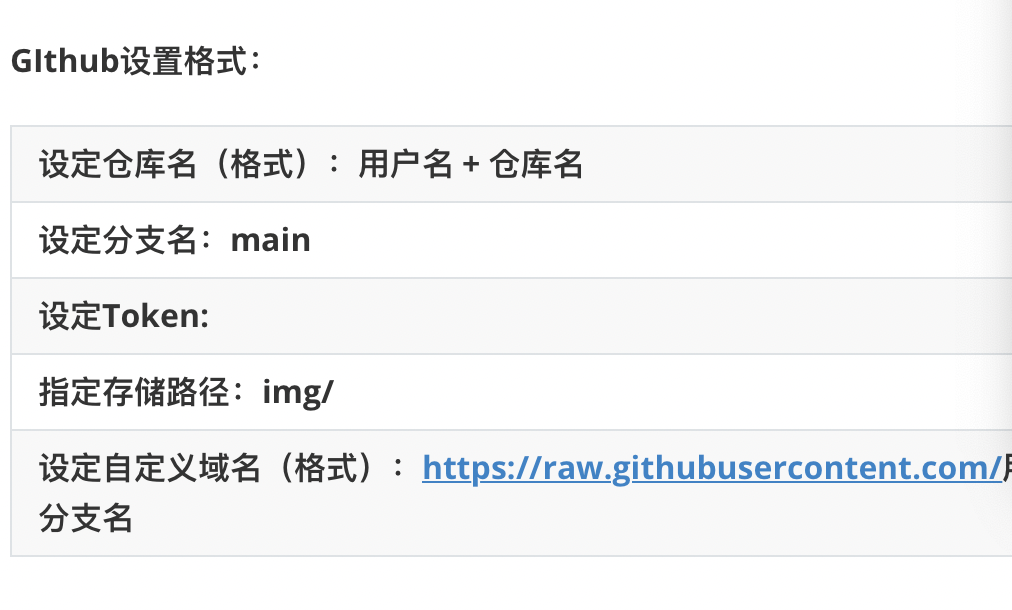 GIthub设置格式：
设定仓库名（格式）：用户名 + 仓库名
设定分支名：main
设定Token:
指定存储路径：img/
设定自定义域名（格式）：https://raw.githubusercontent.com/
分支名